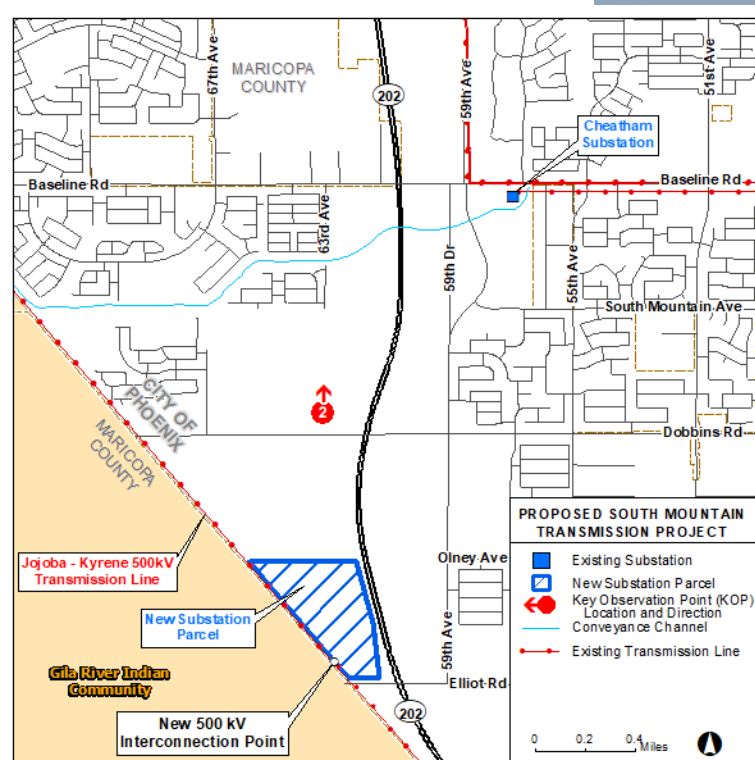 MARICOPA
COUNTY
67th Ave
202
59th Ave
51st Ave
Cheatham
Substation
Baseline Rd
Baseline Rd
63rd Ave
59th Dr
55th Ave
South Mountain Ave
CITY OF
PHOENIX
MARICOPA
COUNTY
2
Dobbins Rd
Jojoba - Kyrene 500kV
Transmission Line
New Substation
Parcel
Olney Ave
59th Ave
Gila River Indian
Community
Elliot Rd
New 500 kV
Interconnection Point
202
PROPOSED SOUTH MOUNTAIN
TRANSMISSION PROJECT
Existing Substation
New Substation Parcel
Key Observation Point (KOP)
Location and Direction
Conveyance Channel
Existing Transmission Line
0 0.2 0.4 Miles